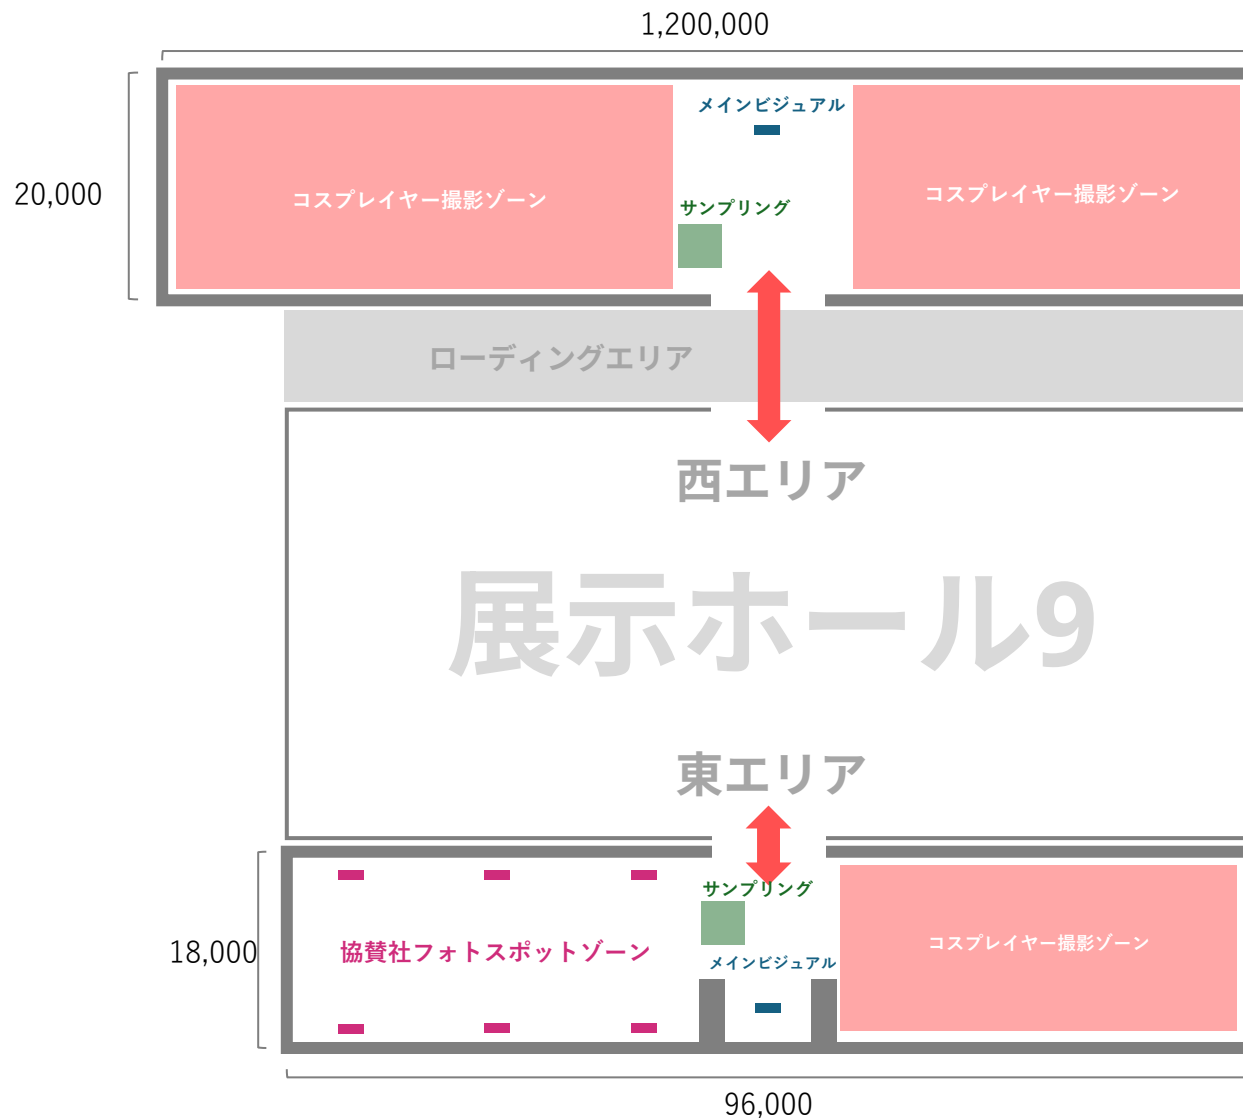 1,200,000
メインビジュアル
20,000
コスプレイヤー撮影ゾーン
コスプレイヤー撮影ゾーン
サンプリング
ローディングエリア
西エリア
展示ホール9
東エリア
サンプリング
18,000
協賛社フォトスポットゾーン
コスプレイヤー撮影ゾーン
メインビジュアル
96,000